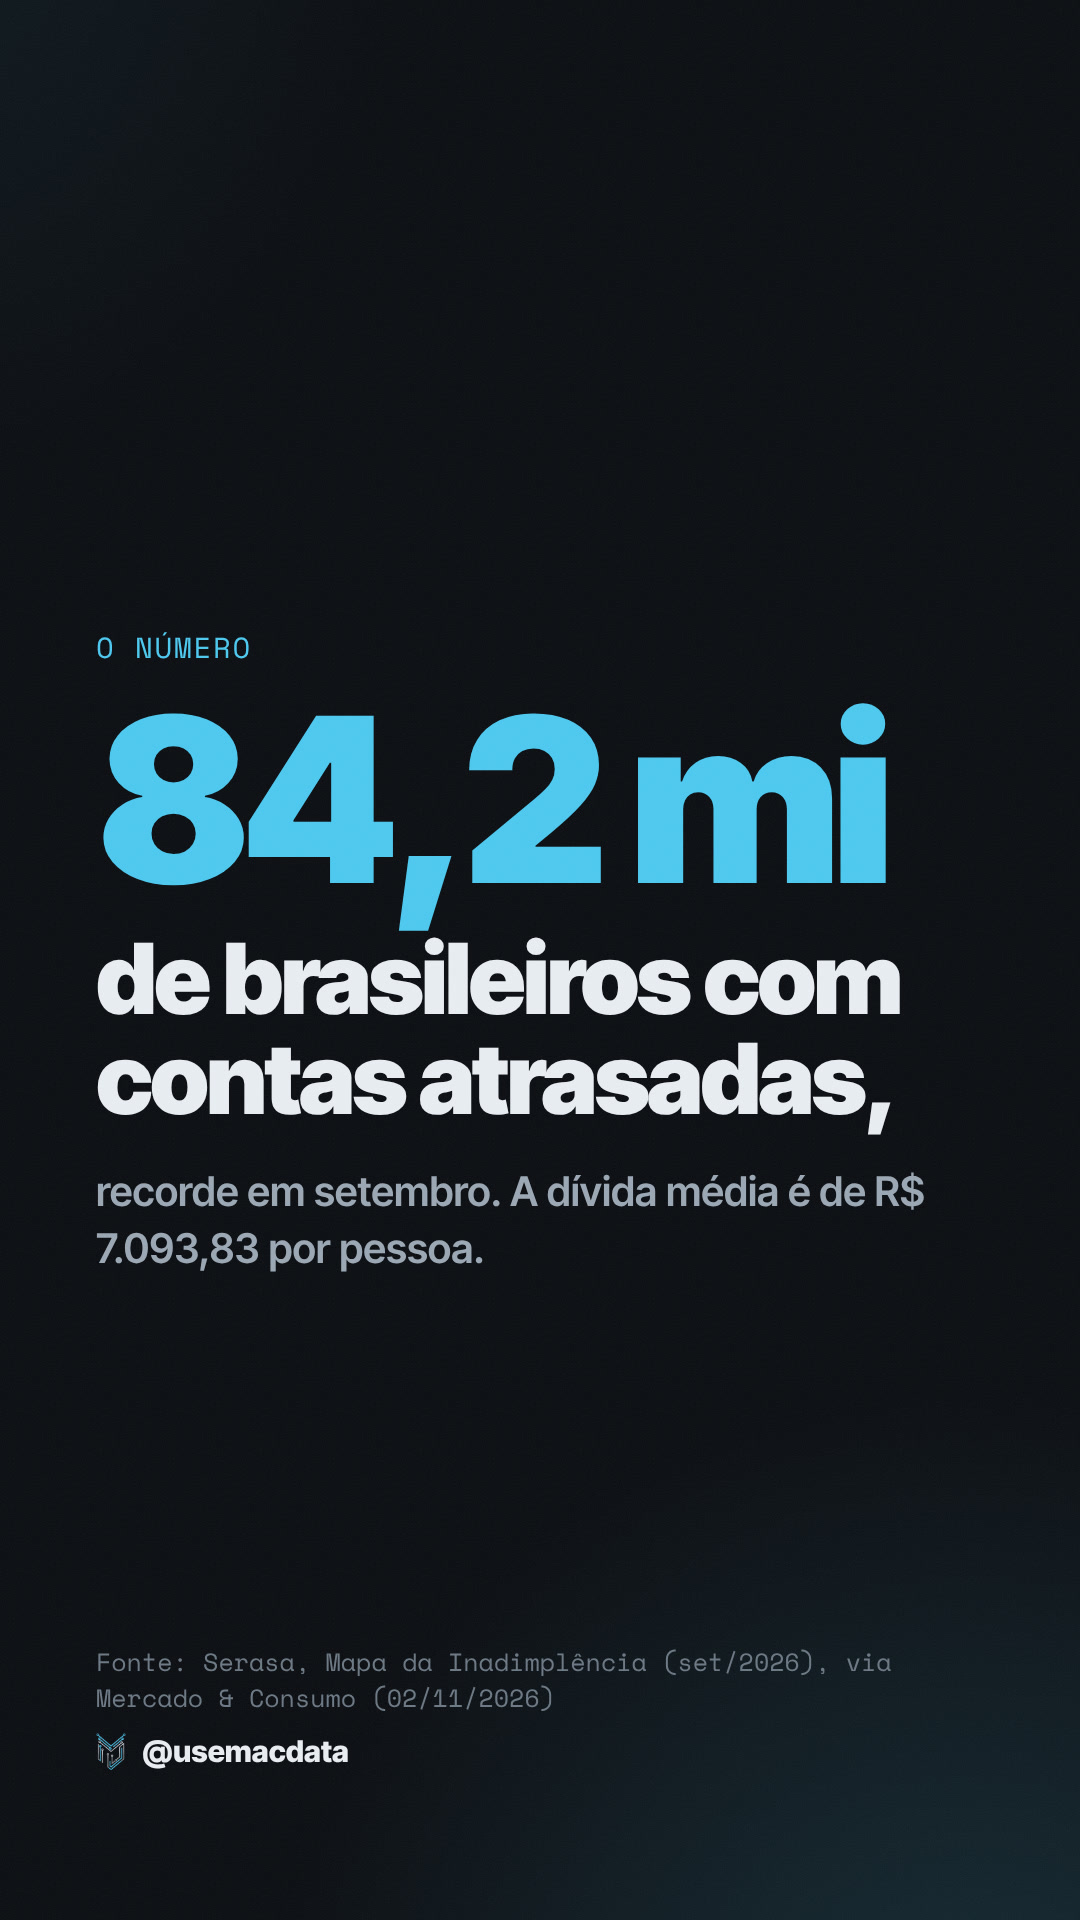 O NÚMERO
84,2 mi
de brasileiros com
contas atrasadas,
recorde em setembro. A dívida média é de R$
7.093,83 por pessoa.
Fonte: Serasa, Mapa da Inadimplência (set/2026), via
Mercado & Consumo (02/11/2026)
@usemacdata